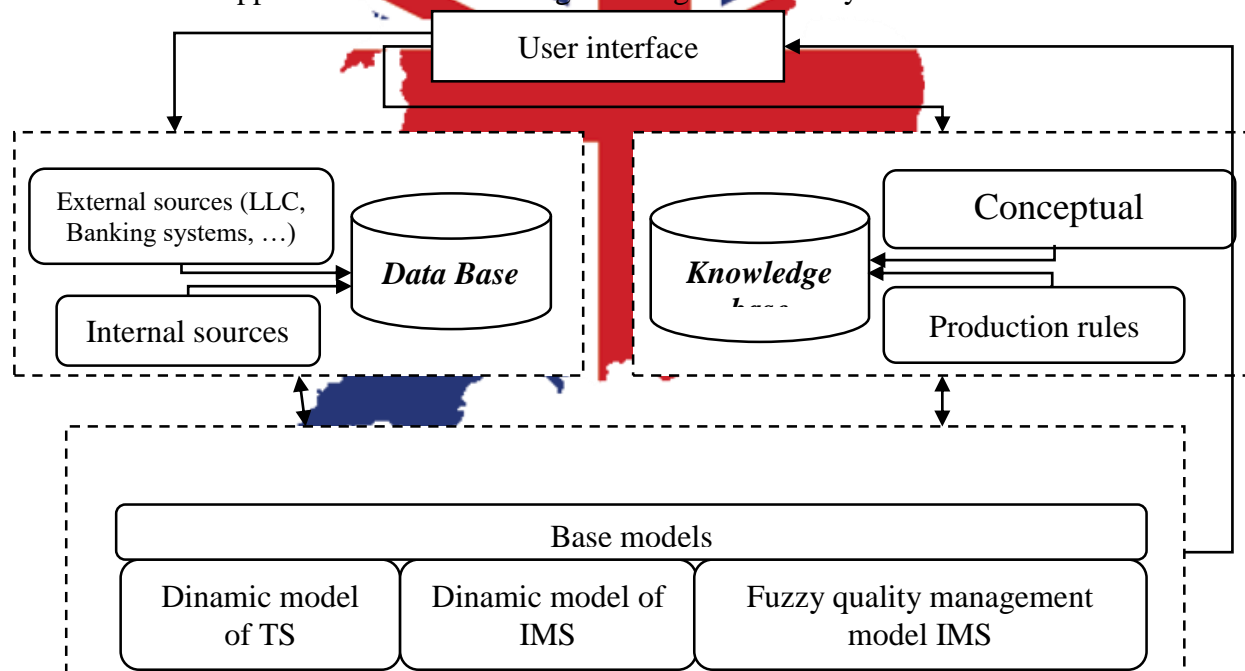 User interface
External sources (LLC,
Banking systems, …)
Data Base
Internal sources
Conceptual
Knowledge
base
Production rules
Base models
Dinamic model
of TS
Dinamic model of
IMS
Fuzzy quality management
model IMS